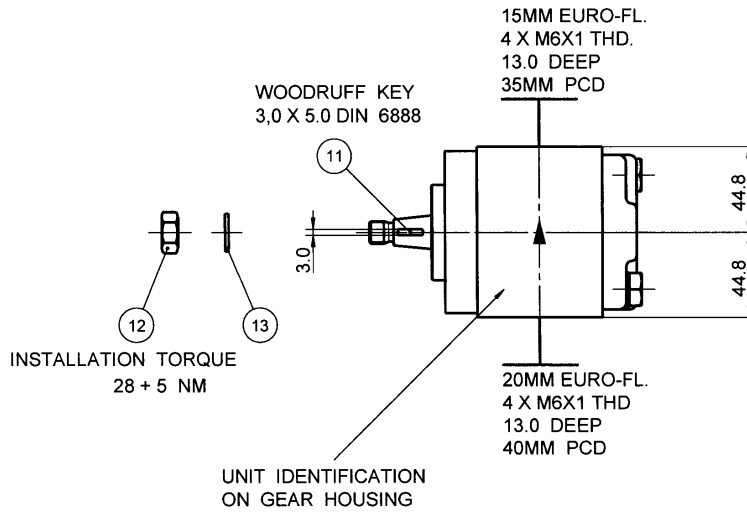 15MM EURO-FL.
4 X M6X1 THD.
13.0 DEEP
35MM PCD
WOODRUFF KEY
3,0 X 5.0 DIN 6888
11
44.8
3.0
44.8
12
13
INSTALLATION TORQUE
28 + 5 NM
20MM EURO-FL.
4 X M6X1 THD
13.0 DEEP
40MM PCD
UNIT IDENTIFICATION
ON GEAR HOUSING